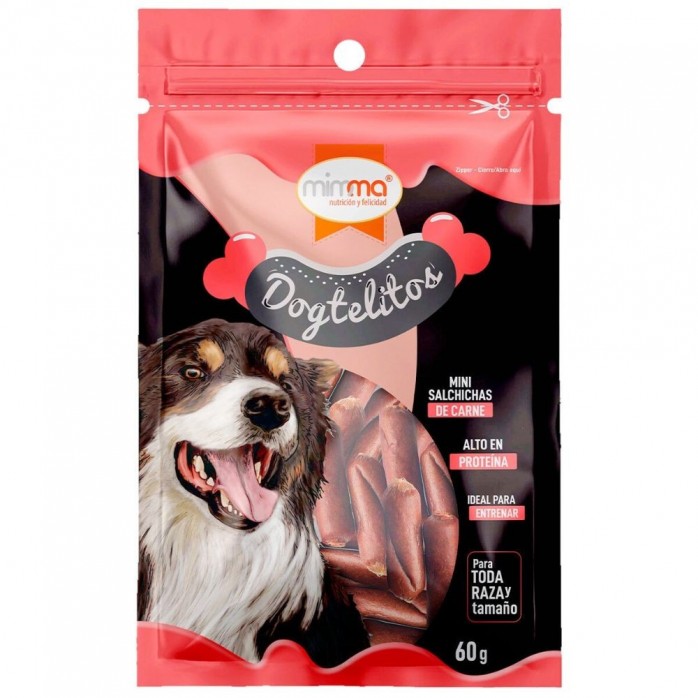 Zipper - Cierre/Abra aquí
mimma®
nutrición y felicidad
Dogtelitos
MINI
SALCHICHAS
DE CARNE
ALTO EN
PROTEÍNA
IDEAL PARA
ENTRENAR
Para
TODA
RAZA y
tamaño
60g